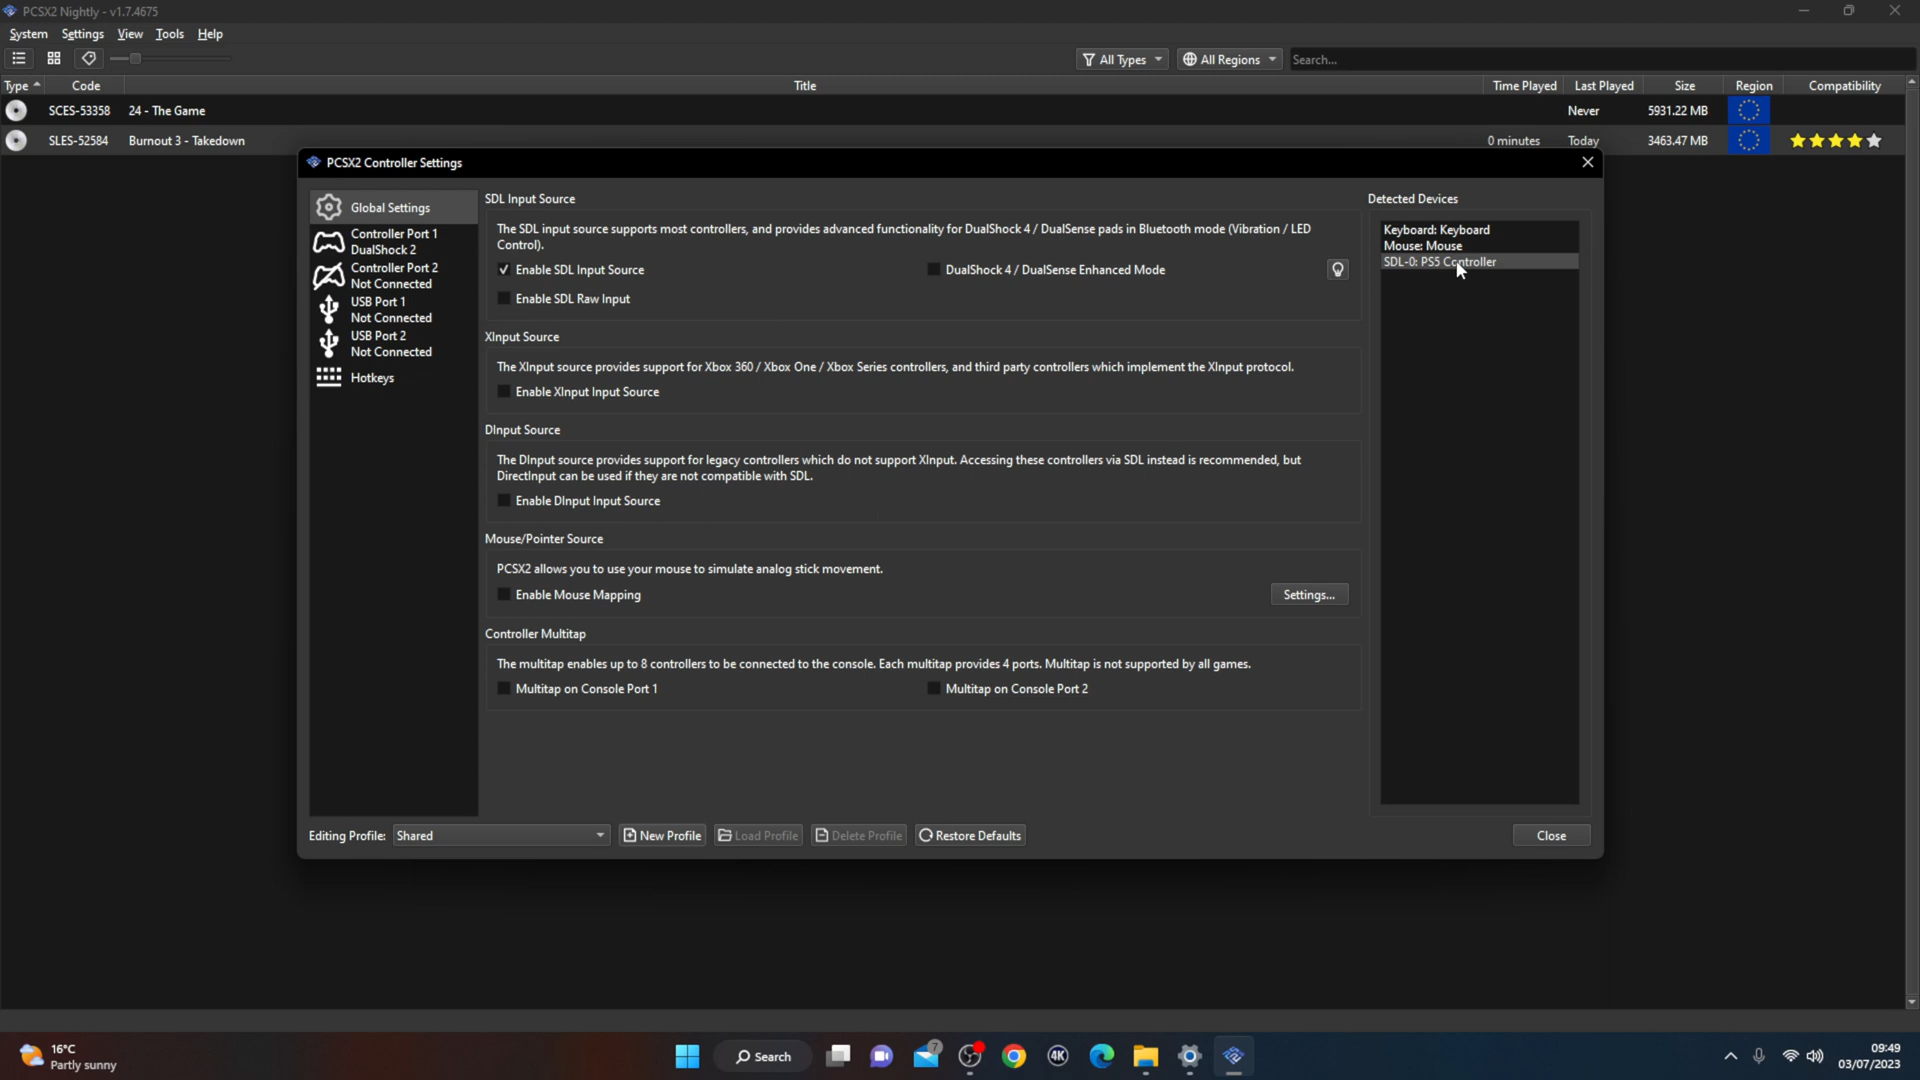 PCSX2 Nightly - v1.7.4675
System Settings View Tools Help
All Types All Regions Search...
Type Code Title Time Played Last Played Size Region Compatibility
SCES-53358 24 - The Game Never 5931.22 MB
SLES-52584 Burnout 3 - Takedown 0 minutes Today 3463.47 MB
PCSX2 Controller Settings
Global Settings
Controller Port 1
DualShock 2
Controller Port 2
Not Connected
USB Port 1
Not Connected
USB Port 2
Not Connected
Hotkeys
SDL Input Source
The SDL input source supports most controllers, and provides advanced functionality for DualShock 4 / DualSense pads in Bluetooth mode (Vibration / LED
Control).
Enable SDL Input Source DualShock 4 / DualSense Enhanced Mode
Enable SDL Raw Input
XInput Source
The XInput source provides support for Xbox 360 / Xbox One / Xbox Series controllers, and third party controllers which implement the XInput protocol.
Enable XInput Input Source
DInput Source
The DInput source provides support for legacy controllers which do not support XInput. Accessing these controllers via SDL instead is recommended, but
DirectInput can be used if they are not compatible with SDL.
Enable DInput Input Source
Mouse/Pointer Source
PCSX2 allows you to use your mouse to simulate analog stick movement.
Enable Mouse Mapping Settings...
Controller Multitap
The multitap enables up to 8 controllers to be connected to the console. Each multitap provides 4 ports. Multitap is not supported by all games.
Multitap on Console Port 1 Multitap on Console Port 2
Detected Devices
Keyboard: Keyboard
Mouse: Mouse
SDL-0: PS5 Controller
Editing Profile: Shared New Profile Load Profile Delete Profile Restore Defaults Close
16°C
Partly sunny
Search
7
4K
09:49
03/07/2023